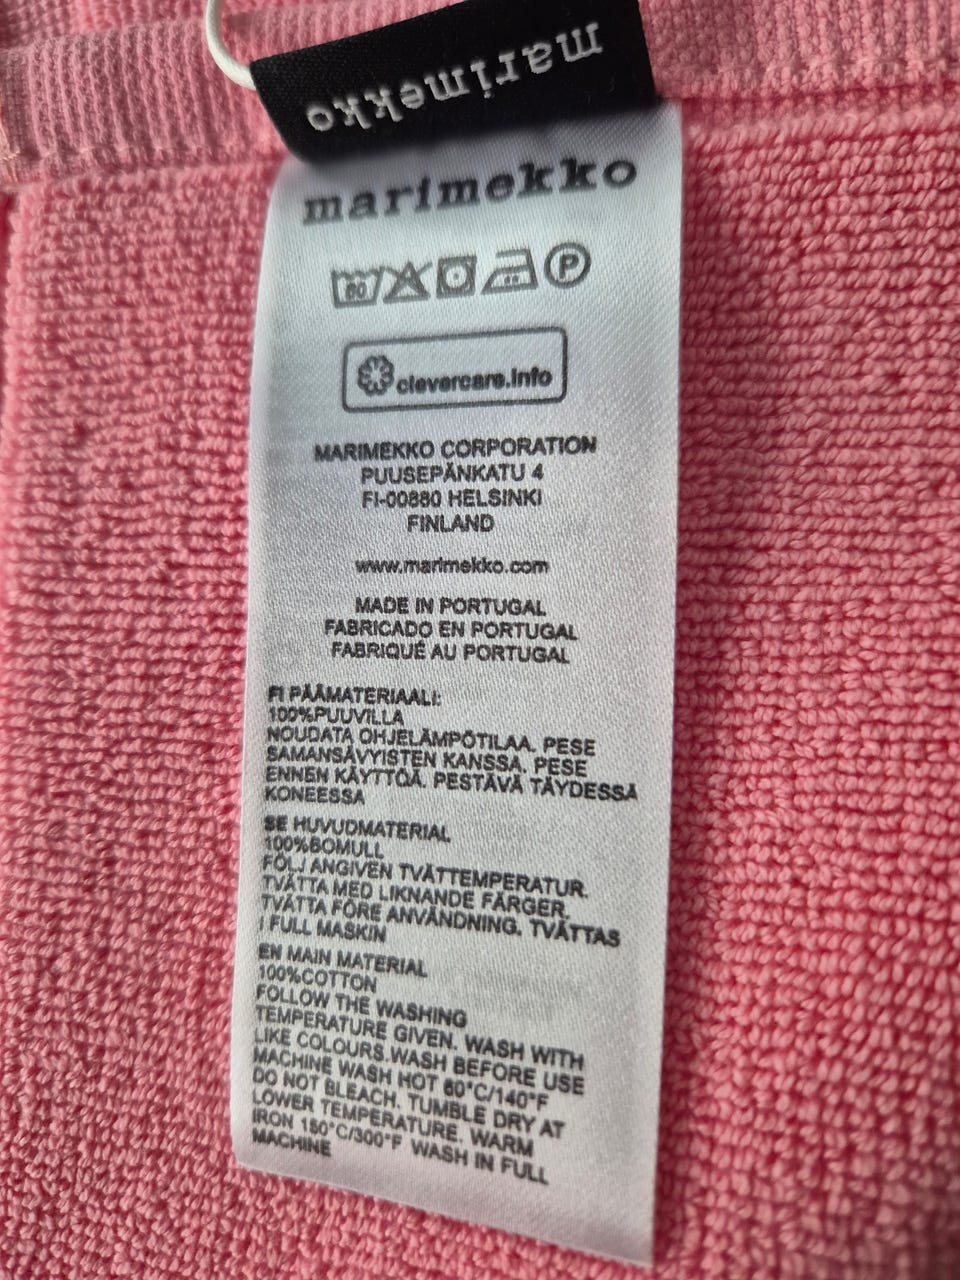 marimekko
marimekko
60 P
clevercare.info
MARIMEKKO CORPORATION
PUUSEPÄNKATU 4
FI-00880 HELSINKI
FINLAND
www.marimekko.com
MADE IN PORTUGAL
FABRICADO EN PORTUGAL
FABRIQUÉ AU PORTUGAL
FI PÄÄMATERIAALI:
100%PUUVILLA
NOUDATA OHJELÄMPÖTILAA. PESE
SAMANSÄVYISTEN KANSSA. PESE
ENNEN KÄYTTÖÄ. PESTÄVÄ TÄYDESSÄ
KONEESSA
SE HUVUDMATERIAL
100%BOMULL
FÖLJ ANGIVEN TVÄTTEMPERATUR.
TVÄTTA MED LIKNANDE FÄRGER.
TVÄTTA FÖRE ANVÄNDNING. TVÄTTAS
I FULL MASKIN
EN MAIN MATERIAL
100%COTTON
FOLLOW THE WASHING
TEMPERATURE GIVEN. WASH WITH
LIKE COLOURS.WASH BEFORE USE
MACHINE WASH HOT 60°C/140°F
DO NOT BLEACH. TUMBLE DRY AT
LOWER TEMPERATURE. WARM
IRON 150°C/300°F WASH IN FULL
MACHINE